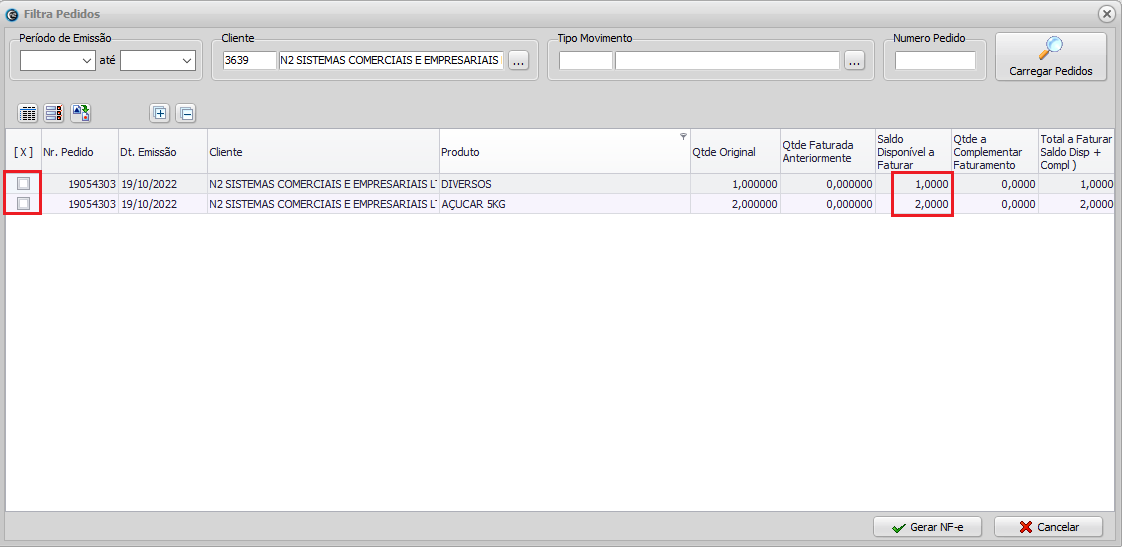 Filtra Pedidos
Período de Emissão
até
Cliente
3639 N2 SISTEMAS COMERCIAIS E EMPRESARIAIS
...
Tipo Movimento
...
Numero Pedido
Carregar Pedidos
[ X ] Nr. Pedido Dt. Emissão Cliente Produto Qtde Original Qtde Faturada Anteriormente Saldo Disponível a Faturar Qtde a Complementar Faturamento Total a Faturar Saldo Disp + Compl )
19054303 19/10/2022 N2 SISTEMAS COMERCIAIS E EMPRESARIAIS LT DIVERSOS 1,000000 0,000000 1,0000 0,0000 1,0000
19054303 19/10/2022 N2 SISTEMAS COMERCIAIS E EMPRESARIAIS LT AÇUCAR 5KG 2,000000 0,000000 2,0000 0,0000 2,0000
Gerar NF-e
Cancelar